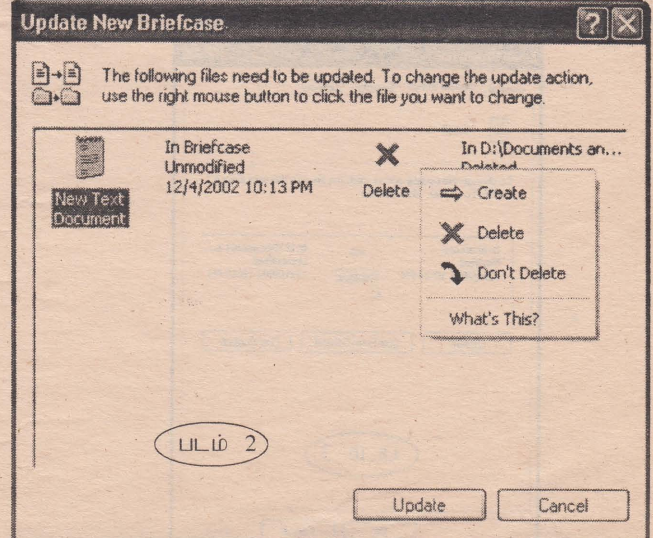 Update New Briefcase
The following files need to be updated. To change the update action,
use the right mouse button to click the file you want to change.
New Text
Document
In Briefcase
Unmodified
12/4/2002 10:13 PM
Delete
In D:\Documents an...
Deleted
Create
Delete
Don't Delete
What's This?
படம் 2
Update
Cancel